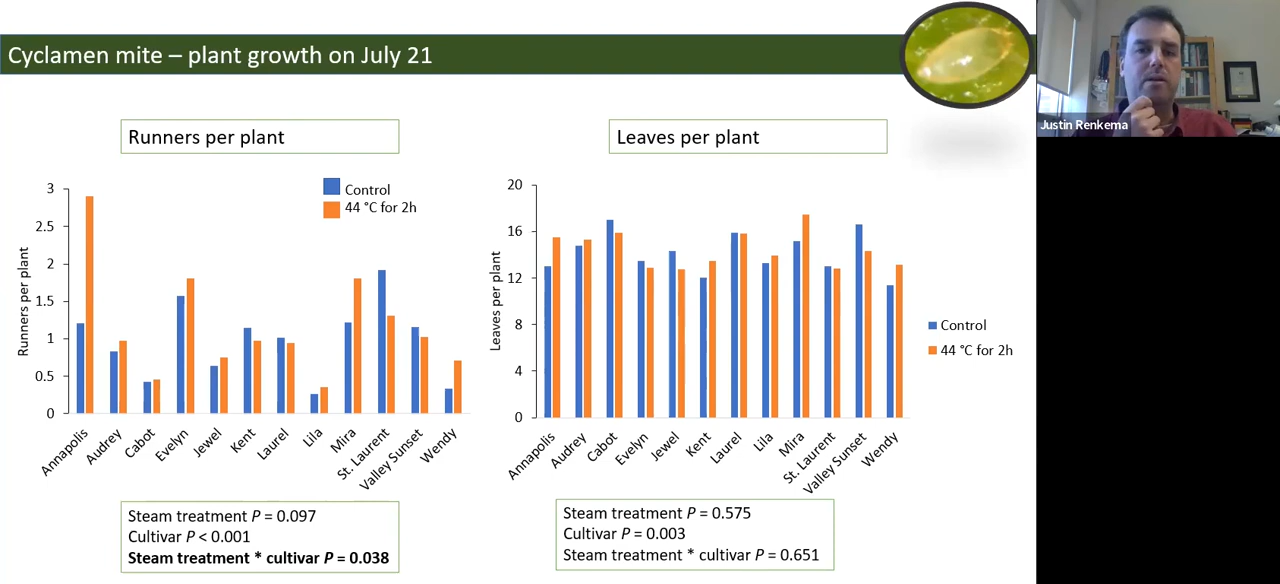 Cyclamen mite – plant growth on July 21
Justin Renkema
Runners per plant
Leaves per plant
Control
44 °C for 2h
Runners per plant
3
2.5
2
1.5
1
0.5
0
Annapolis
Audrey
Cabot
Evelyn
Jewel
Kent
Laurel
Lila
Mira
St. Laurent
Valley Sunset
Wendy
Leaves per plant
20
16
12
8
4
0
Annapolis
Audrey
Cabot
Evelyn
Jewel
Kent
Laurel
Lila
Mira
St. Laurent
Valley Sunset
Wendy
Control
44 °C for 2h
Steam treatment P = 0.097
Cultivar P < 0.001
Steam treatment * cultivar P = 0.038
Steam treatment P = 0.575
Cultivar P = 0.003
Steam treatment * cultivar P = 0.651